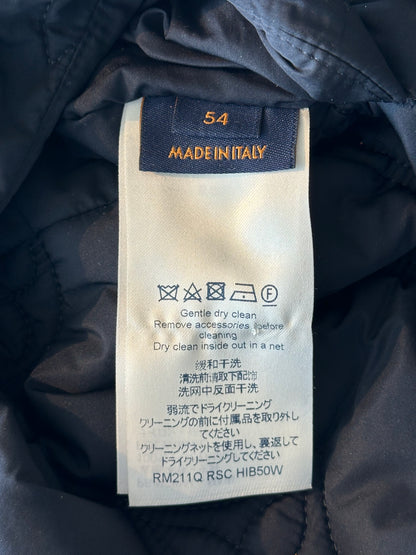 54
MADE IN ITALY
Gentle dry clean
Remove accessories before
cleaning
Dry clean inside out in a net
缓和干洗
清洗前请取下配饰
洗网中反面干洗
弱流でドライクリーニング
クリーニングの前に付属品を取り外し
てください
クリーニングネットを使用し、裏返して
ドライクリーニングしてください
RM211Q RSC HIB50W